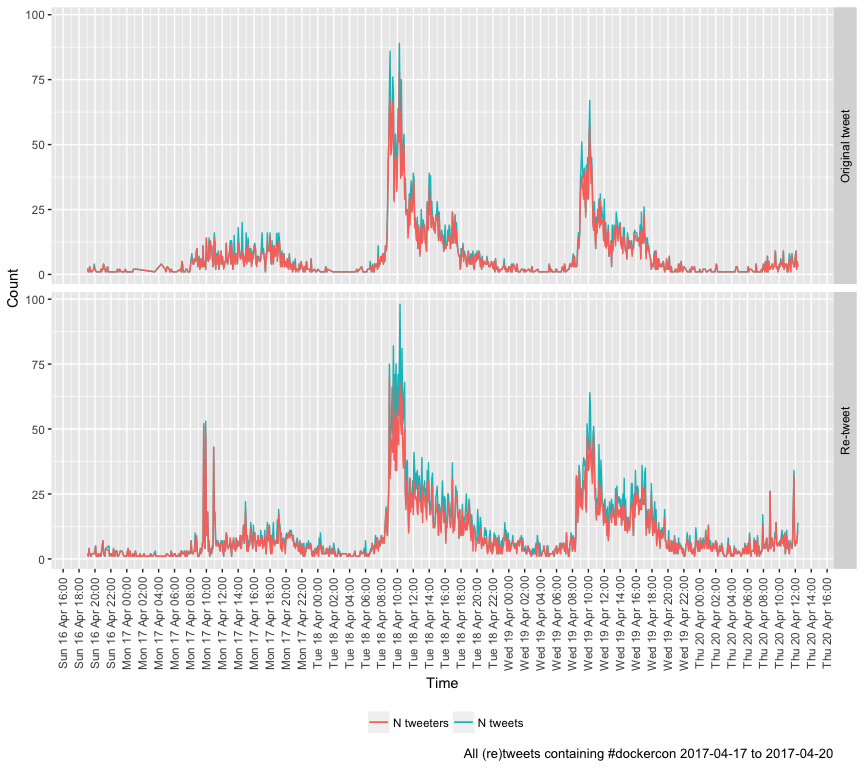 100
75
50
25
0
Original tweet
100
75
50
25
0
Re-tweet
Count
Sun 16 Apr 16:00
Sun 16 Apr 18:00
Sun 16 Apr 20:00
Sun 16 Apr 22:00
Mon 17 Apr 00:00
Mon 17 Apr 02:00
Mon 17 Apr 04:00
Mon 17 Apr 06:00
Mon 17 Apr 08:00
Mon 17 Apr 10:00
Mon 17 Apr 12:00
Mon 17 Apr 14:00
Mon 17 Apr 16:00
Mon 17 Apr 18:00
Mon 17 Apr 20:00
Mon 17 Apr 22:00
Tue 18 Apr 00:00
Tue 18 Apr 02:00
Tue 18 Apr 04:00
Tue 18 Apr 06:00
Tue 18 Apr 08:00
Tue 18 Apr 10:00
Tue 18 Apr 12:00
Tue 18 Apr 14:00
Tue 18 Apr 16:00
Tue 18 Apr 18:00
Tue 18 Apr 20:00
Tue 18 Apr 22:00
Wed 19 Apr 00:00
Wed 19 Apr 02:00
Wed 19 Apr 04:00
Wed 19 Apr 06:00
Wed 19 Apr 08:00
Wed 19 Apr 10:00
Wed 19 Apr 12:00
Wed 19 Apr 14:00
Wed 19 Apr 16:00
Wed 19 Apr 18:00
Wed 19 Apr 20:00
Wed 19 Apr 22:00
Thu 20 Apr 00:00
Thu 20 Apr 02:00
Thu 20 Apr 04:00
Thu 20 Apr 06:00
Thu 20 Apr 08:00
Thu 20 Apr 10:00
Thu 20 Apr 12:00
Thu 20 Apr 14:00
Thu 20 Apr 16:00
Time
N tweeters
N tweets
All (re)tweets containing #dockercon 2017-04-17 to 2017-04-20